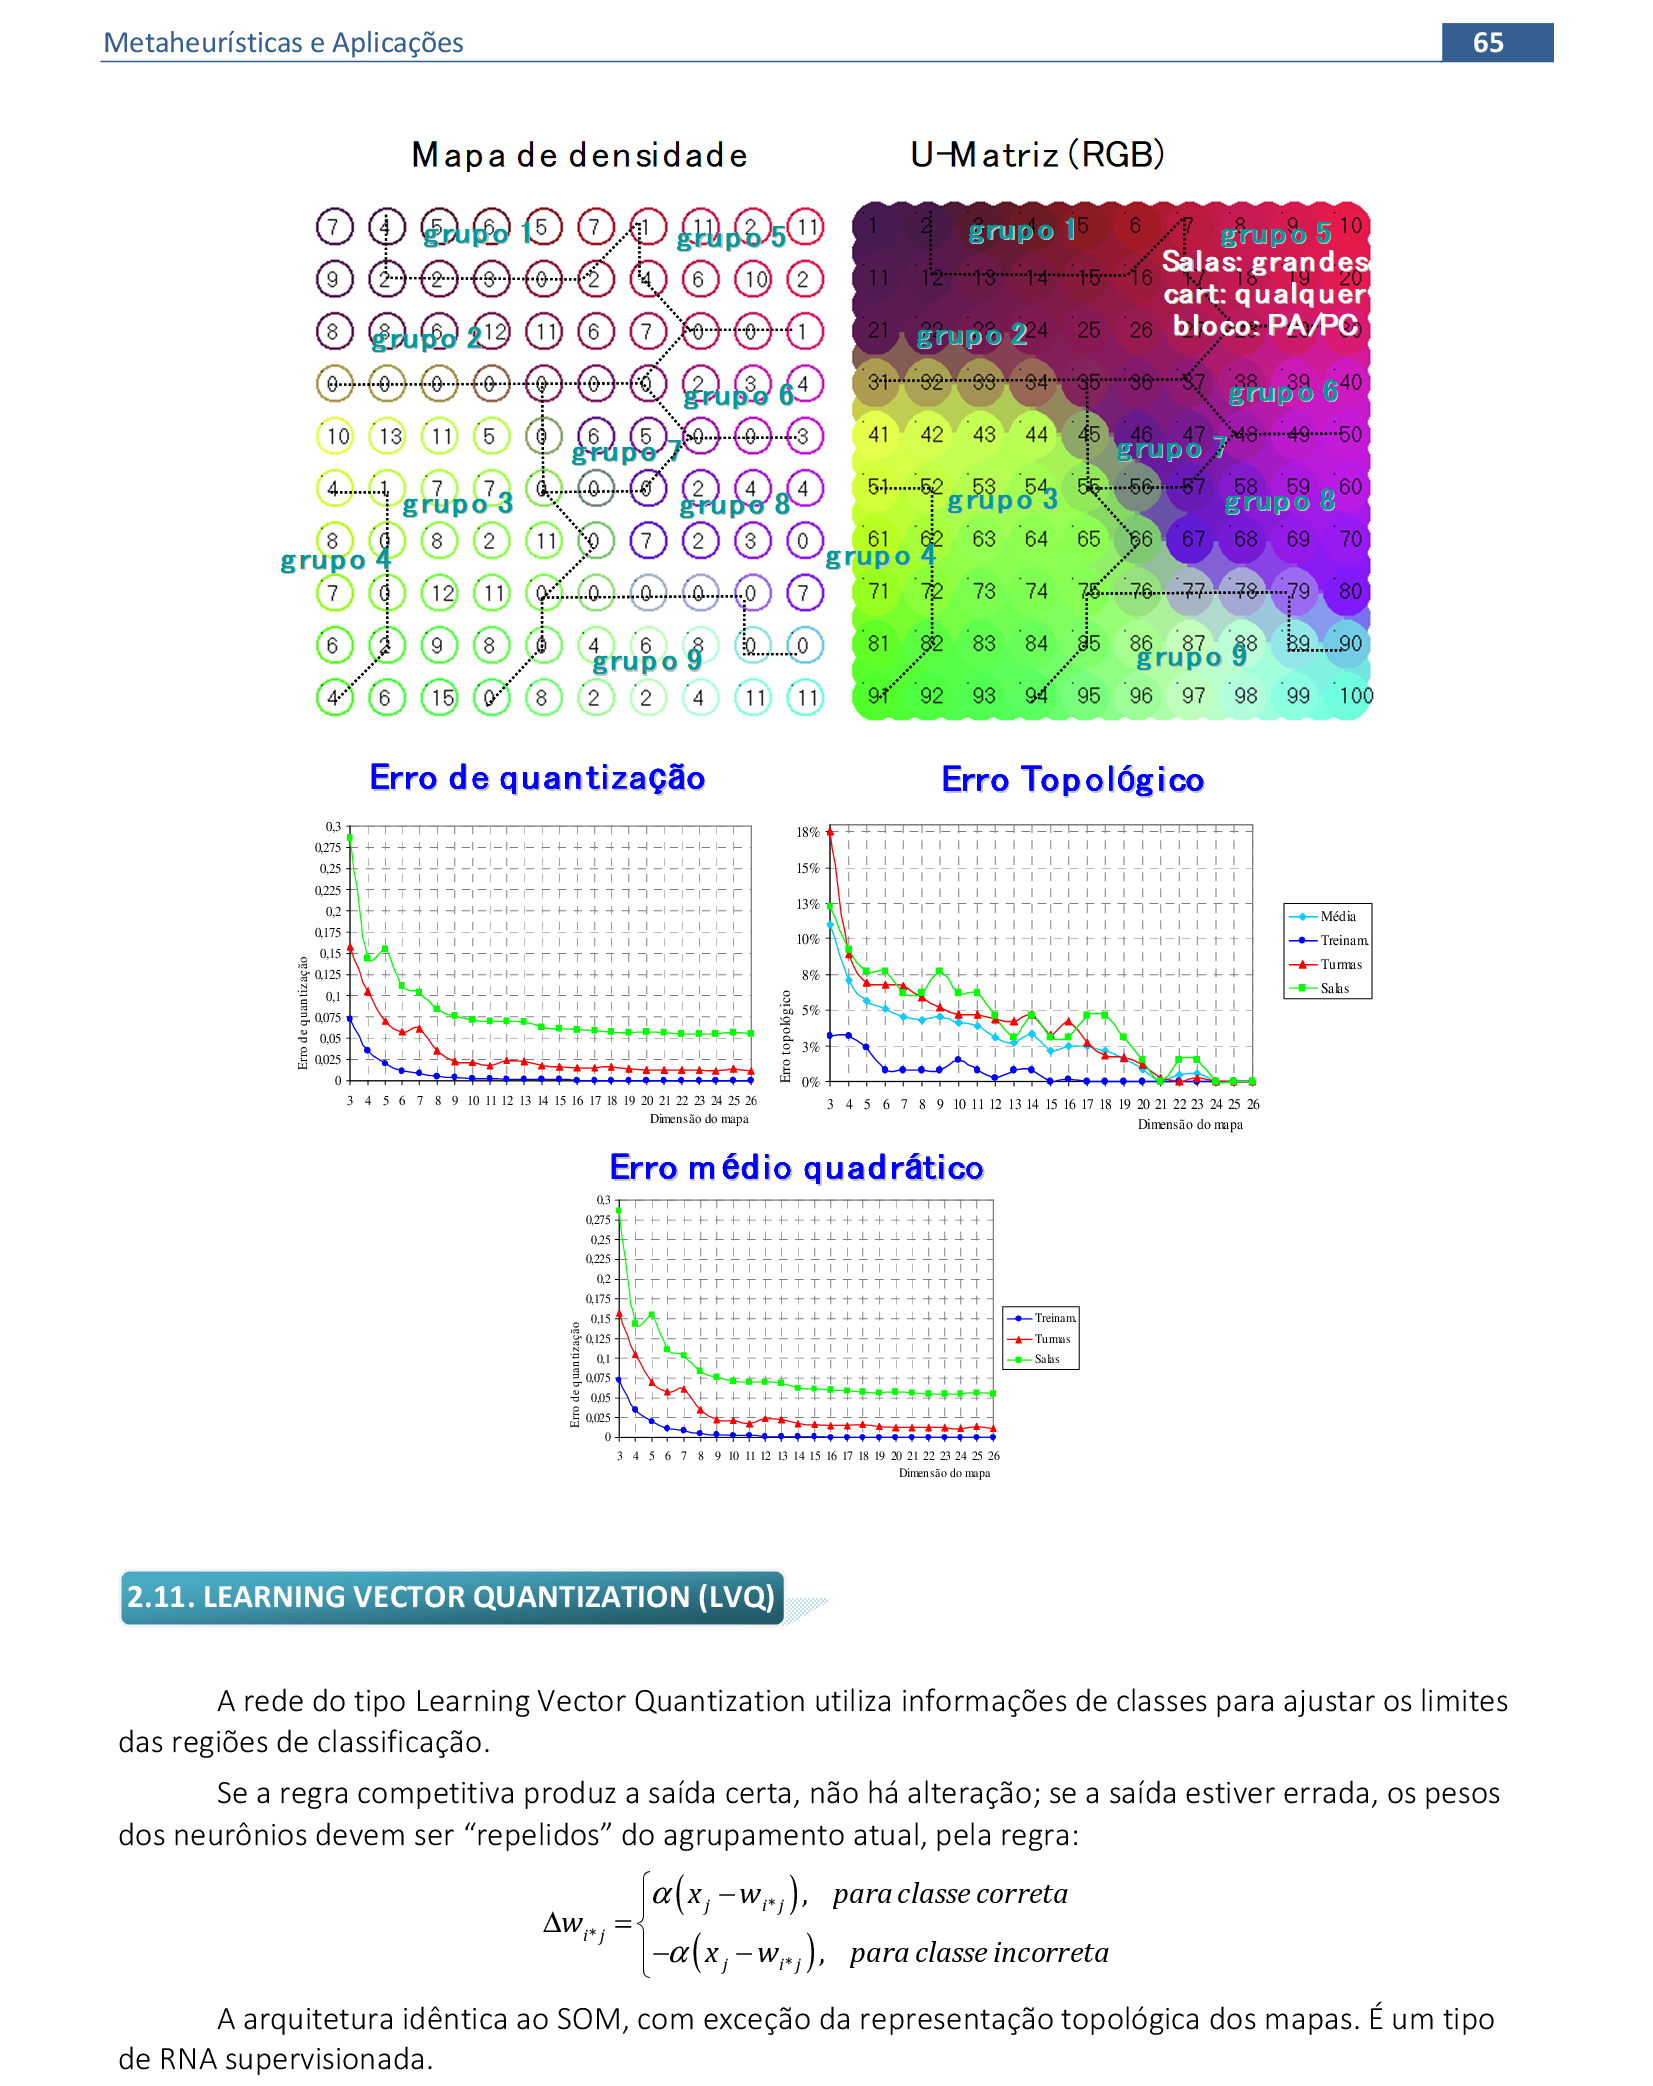 Metaheurísticas e Aplicações 65
Mapa de densidade U-Matriz (RGB)
7 4 5 6 5 7 1 11 2 11
grupo 1 grupo 5
9 2 2 3 0 2 4 6 10 2
8 8 6 12 11 6 7 0 0 1
grupo 2
0 0 0 0 0 0 0 2 3 4
grupo 6
10 13 11 5 0 6 5 0 0 3
grupo 7
4 1 7 7 0 0 2 4 4
grupo 3 grupo 8
8 0 8 2 11 0 7 2 3 0
grupo 4
7 0 12 11 0 0 0 0 0 7
6 2 9 8 0 4 6 8 0 0
grupo 9
4 6 15 0 8 2 2 4 11 11
1 2 3 4 5 6 7 8 9 10
grupo 1 grupo 5
Salas: grandes
11 12 13 14 15 16 17 18 19 20
cart: qualquer
bloco: PA/PC
21 22 23 24 25 26
grupo 2
31 32 33 34 35 36 37 38 39 40
grupo 6
41 42 43 44 45 46 47 48 49 50
grupo 7
51 52 53 54 55 56 57 58 59 60
grupo 3 grupo 8
61 62 63 64 65 66 67 68 69 70
grupo 4
71 72 73 74 75 76 77 78 79 80
81 82 83 84 85 86 87 88 89 90
grupo 9
91 92 93 94 95 96 97 98 99 100
Erro de quantização
0,3
0,275
0,25
0,225
0,2
0,175
0,15
0,125
0,1
0,075
0,05
0,025
0
Erro de quantização
3 4 5 6 7 8 9 10 11 12 13 14 15 16 17 18 19 20 21 22 23 24 25 26
Dimensão do mapa
Erro Topológico
18%
15%
13%
10%
8%
5%
3%
0%
Erro topológico
3 4 5 6 7 8 9 10 11 12 13 14 15 16 17 18 19 20 21 22 23 24 25 26
Dimensão do mapa
Média
Treinam.
Turmas
Salas
Erro médio quadrático
0,3
0,275
0,25
0,225
0,2
0,175
0,15
0,125
0,1
0,075
0,05
0,025
0
Erro de quantização
3 4 5 6 7 8 9 10 11 12 13 14 15 16 17 18 19 20 21 22 23 24 25 26
Dimensão do mapa
Treinam.
Turmas
Salas
2.11. LEARNING VECTOR QUANTIZATION (LVQ)
A rede do tipo Learning Vector Quantization utiliza informações de classes para ajustar os limites
das regiões de classificação.
Se a regra competitiva produz a saída certa, não há alteração; se a saída estiver errada, os pesos
dos neurônios devem ser “repelidos” do agrupamento atual, pela regra:
Δw_{i*j} = { α(x_j − w_{i*j}), para classe correta
−α(x_j − w_{i*j}), para classe incorreta
A arquitetura idêntica ao SOM, com exceção da representação topológica dos mapas. É um tipo
de RNA supervisionada.